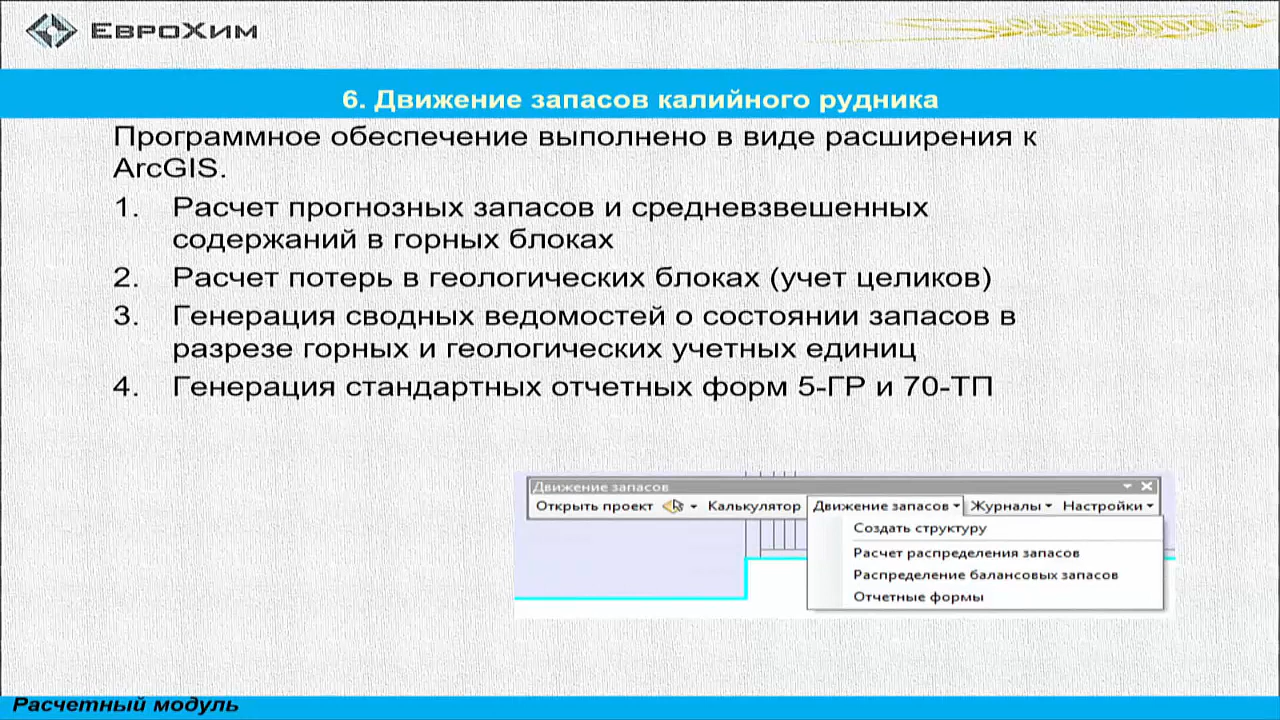 ЕвроХим
6. Движение запасов калийного рудника
Программное обеспечение выполнено в виде расширения к
ArcGIS.
1. Расчет прогнозных запасов и средневзвешенных
содержаний в горных блоках
2. Расчет потерь в геологических блоках (учет целиков)
3. Генерация сводных ведомостей о состоянии запасов в
разрезе горных и геологических учетных единиц
4. Генерация стандартных отчетных форм 5-ГР и 70-ТП
Движение запасов
Открыть проект Калькулятор Движение запасов Журналы Настройки
Создать структуру
Расчет распределения запасов
Распределение балансовых запасов
Отчетные формы
Расчетный модуль